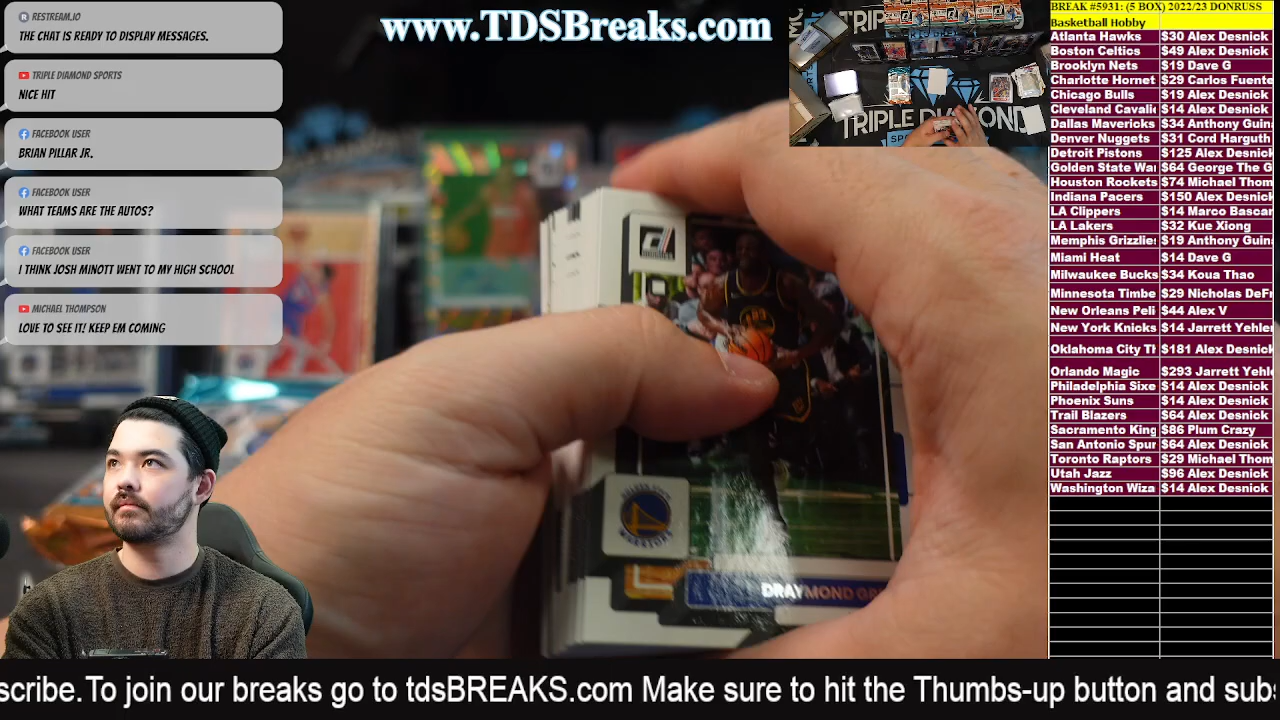 RESTREAM.IO
THE CHAT IS READY TO DISPLAY MESSAGES.
TRIPLE DIAMOND SPORTS
NICE HIT
FACEBOOK USER
BRIAN PILLAR JR.
FACEBOOK USER
WHAT TEAMS ARE THE AUTOS?
FACEBOOK USER
I THINK JOSH MINOTT WENT TO MY HIGH SCHOOL
MICHAEL THOMPSON
LOVE TO SEE IT! KEEP EM COMING
www.TDSBreaks.com
TRIPLE DIAMOND
BREAK #5931: (5 BOX) 2022/23 DONRUSS
Basketball Hobby
Atlanta Hawks $30 Alex Desnick
Boston Celtics $49 Alex Desnick
Brooklyn Nets $19 Dave G
Charlotte Hornet $29 Carlos Fuente
Chicago Bulls $19 Alex Desnick
Cleveland Cavali $14 Alex Desnick
Dallas Mavericks $34 Anthony Guin
Denver Nuggets $31 Cord Harguth
Detroit Pistons $125 Alex Desnick
Golden State Wa $64 George The G
Houston Rockets $74 Michael Thom
Indiana Pacers $150 Alex Desnick
LA Clippers $14 Marco Bascar
LA Lakers $32 Kue Xiong
Memphis Grizzlie $19 Anthony Guin
Miami Heat $14 Dave G
Milwaukee Bucks $34 Koua Thao
Minnesota Timbe $29 Nicholas DeFr
New Orleans Peli $44 Alex V
New York Knicks $14 Jarrett Yehle
Oklahoma City Th $181 Alex Desnick
Orlando Magic $293 Jarrett Yehle
Philadelphia Sixe $14 Alex Desnick
Phoenix Suns $14 Alex Desnick
Trail Blazers $64 Alex Desnick
Sacramento King $86 Plum Crazy
San Antonio Spur $64 Alex Desnick
Toronto Raptors $29 Michael Thom
Utah Jazz $96 Alex Desnick
Washington Wiza $14 Alex Desnick
WARRIORS
DRAYMOND GR
scribe.To join our breaks go to tdsBREAKS.com Make sure to hit the Thumbs-up button and subs